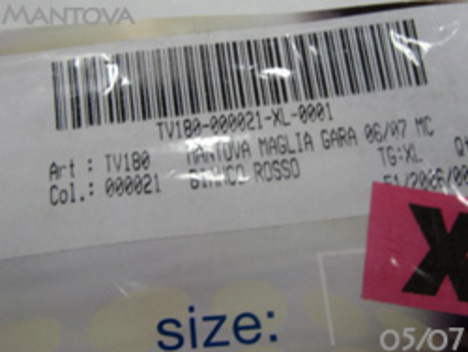 MANTOVA
TV180-000021-XL-0001
Art : TV180 MANTOVA MAGLIA GARA 06/07 MC
Col.: 000021 BIANCO ROSSO TG:XL
X
size:
05/07